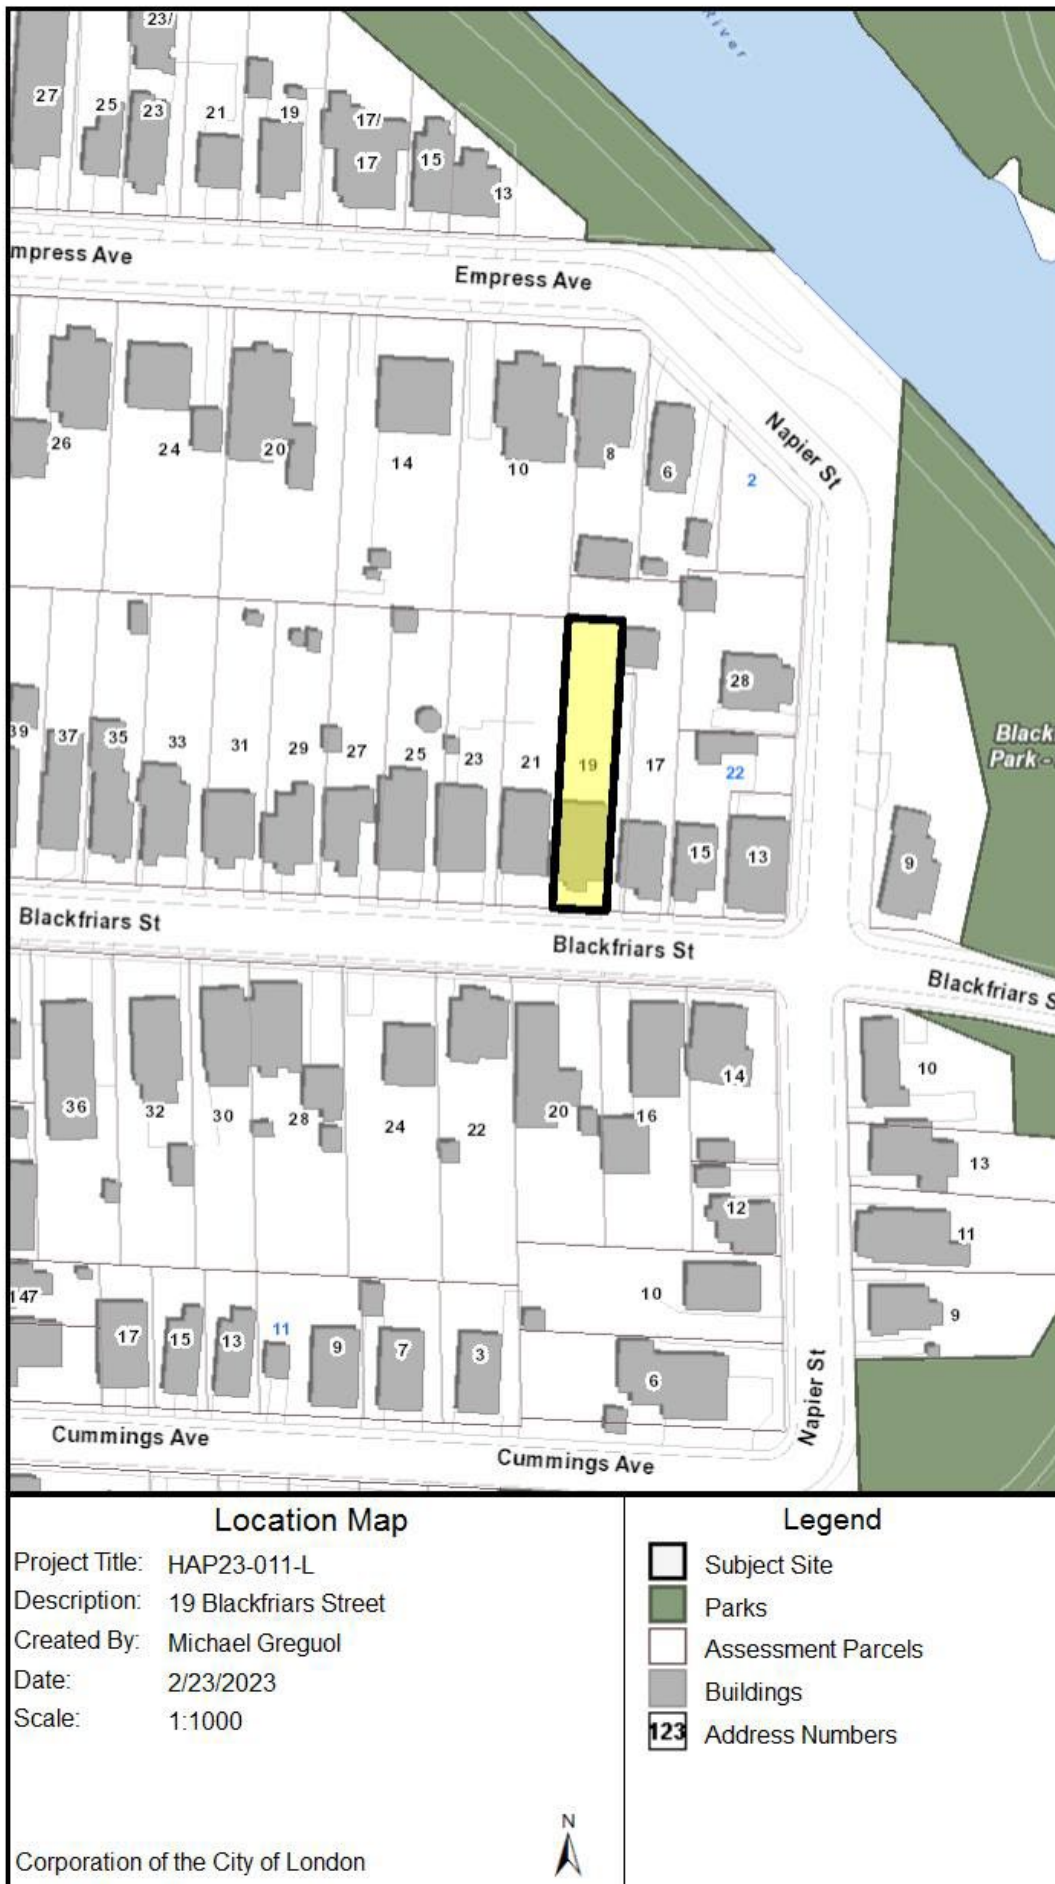 River
23/
27
25
23
21
19
17/
17
15
13
mpress Ave
Empress Ave
Napier St
26
24
20
14
10
8
6
2
28
39
37
35
33
31
29
27
25
23
21
19
17
22
15
13
9
Black
Park -
Blackfriars St
Blackfriars St
Blackfriars S
36
32
30
28
24
22
20
16
14
10
13
12
11
10
9
147
17
15
13
11
9
7
3
6
Napier St
Cummings Ave
Cummings Ave
Location Map
Project Title: HAP23-011-L
Description: 19 Blackfriars Street
Created By: Michael Greguol
Date: 2/23/2023
Scale: 1:1000
Corporation of the City of London
N
Legend
Subject Site
Parks
Assessment Parcels
Buildings
123 Address Numbers